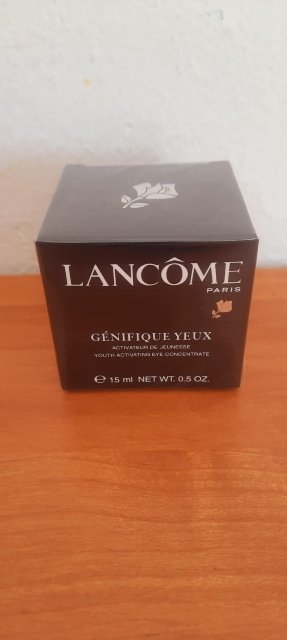 LANCÔME
PARIS
GÉNIFIQUE YEUX
ACTIVATEUR DE JEUNESSE
YOUTH ACTIVATING EYE CONCENTRATE
℮ 15 ml NET WT. 0.5 OZ.